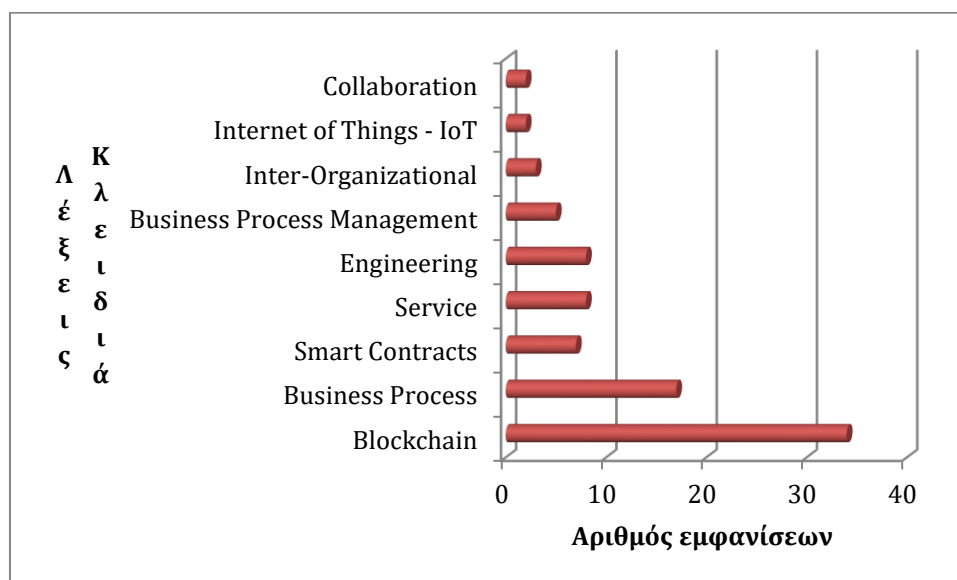 Λέξεις
Κλειδιά
Collaboration
Internet of Things - IoT
Inter-Organizational
Business Process Management
Engineering
Service
Smart Contracts
Business Process
Blockchain
0 10 20 30 40
Αριθμός εμφανίσεων